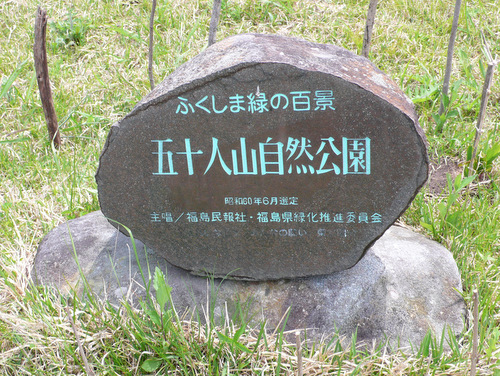 ふくしま緑の百景
五十人山自然公園
昭和60年6月選定
主唱／福島民報社・福島県緑化推進委員会